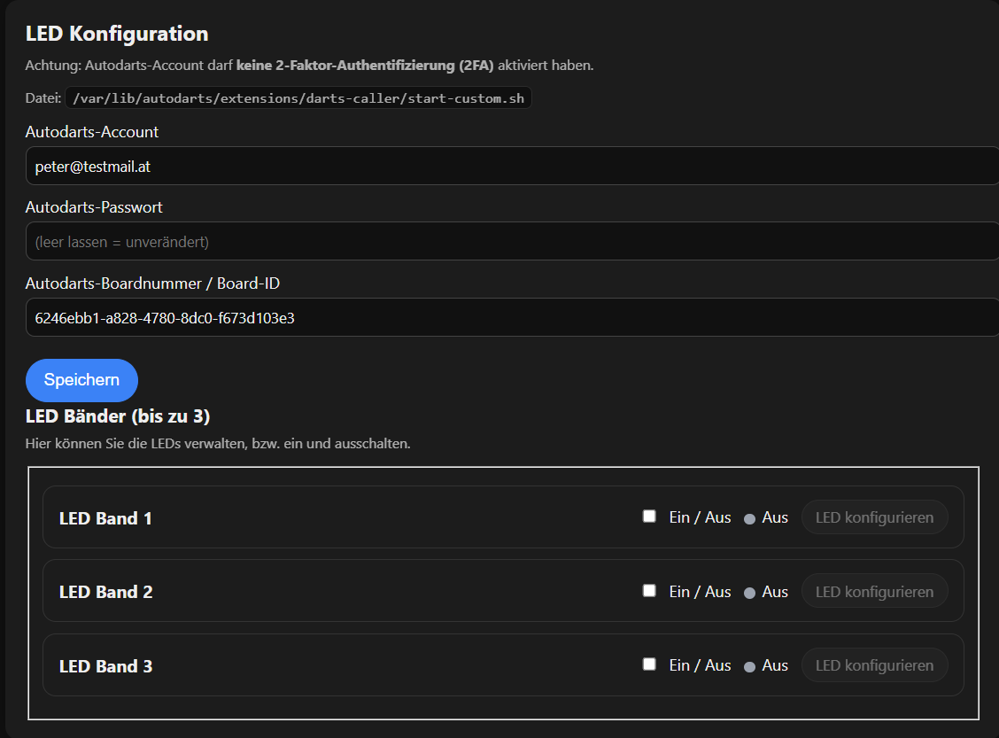 LED Konfiguration
Achtung: Autodarts-Account darf keine 2-Faktor-Authentifizierung (2FA) aktiviert haben.
Datei: /var/lib/autodarts/extensions/darts-caller/start-custom.sh
Autodarts-Account
peter@testmail.at
Autodarts-Passwort
(leer lassen = unverändert)
Autodarts-Boardnummer / Board-ID
6246ebb1-a828-4780-8dc0-f673d103e3
Speichern
LED Bänder (bis zu 3)
Hier können Sie die LEDs verwalten, bzw. ein und ausschalten.
LED Band 1 Ein / Aus Aus LED konfigurieren
LED Band 2 Ein / Aus Aus LED konfigurieren
LED Band 3 Ein / Aus Aus LED konfigurieren